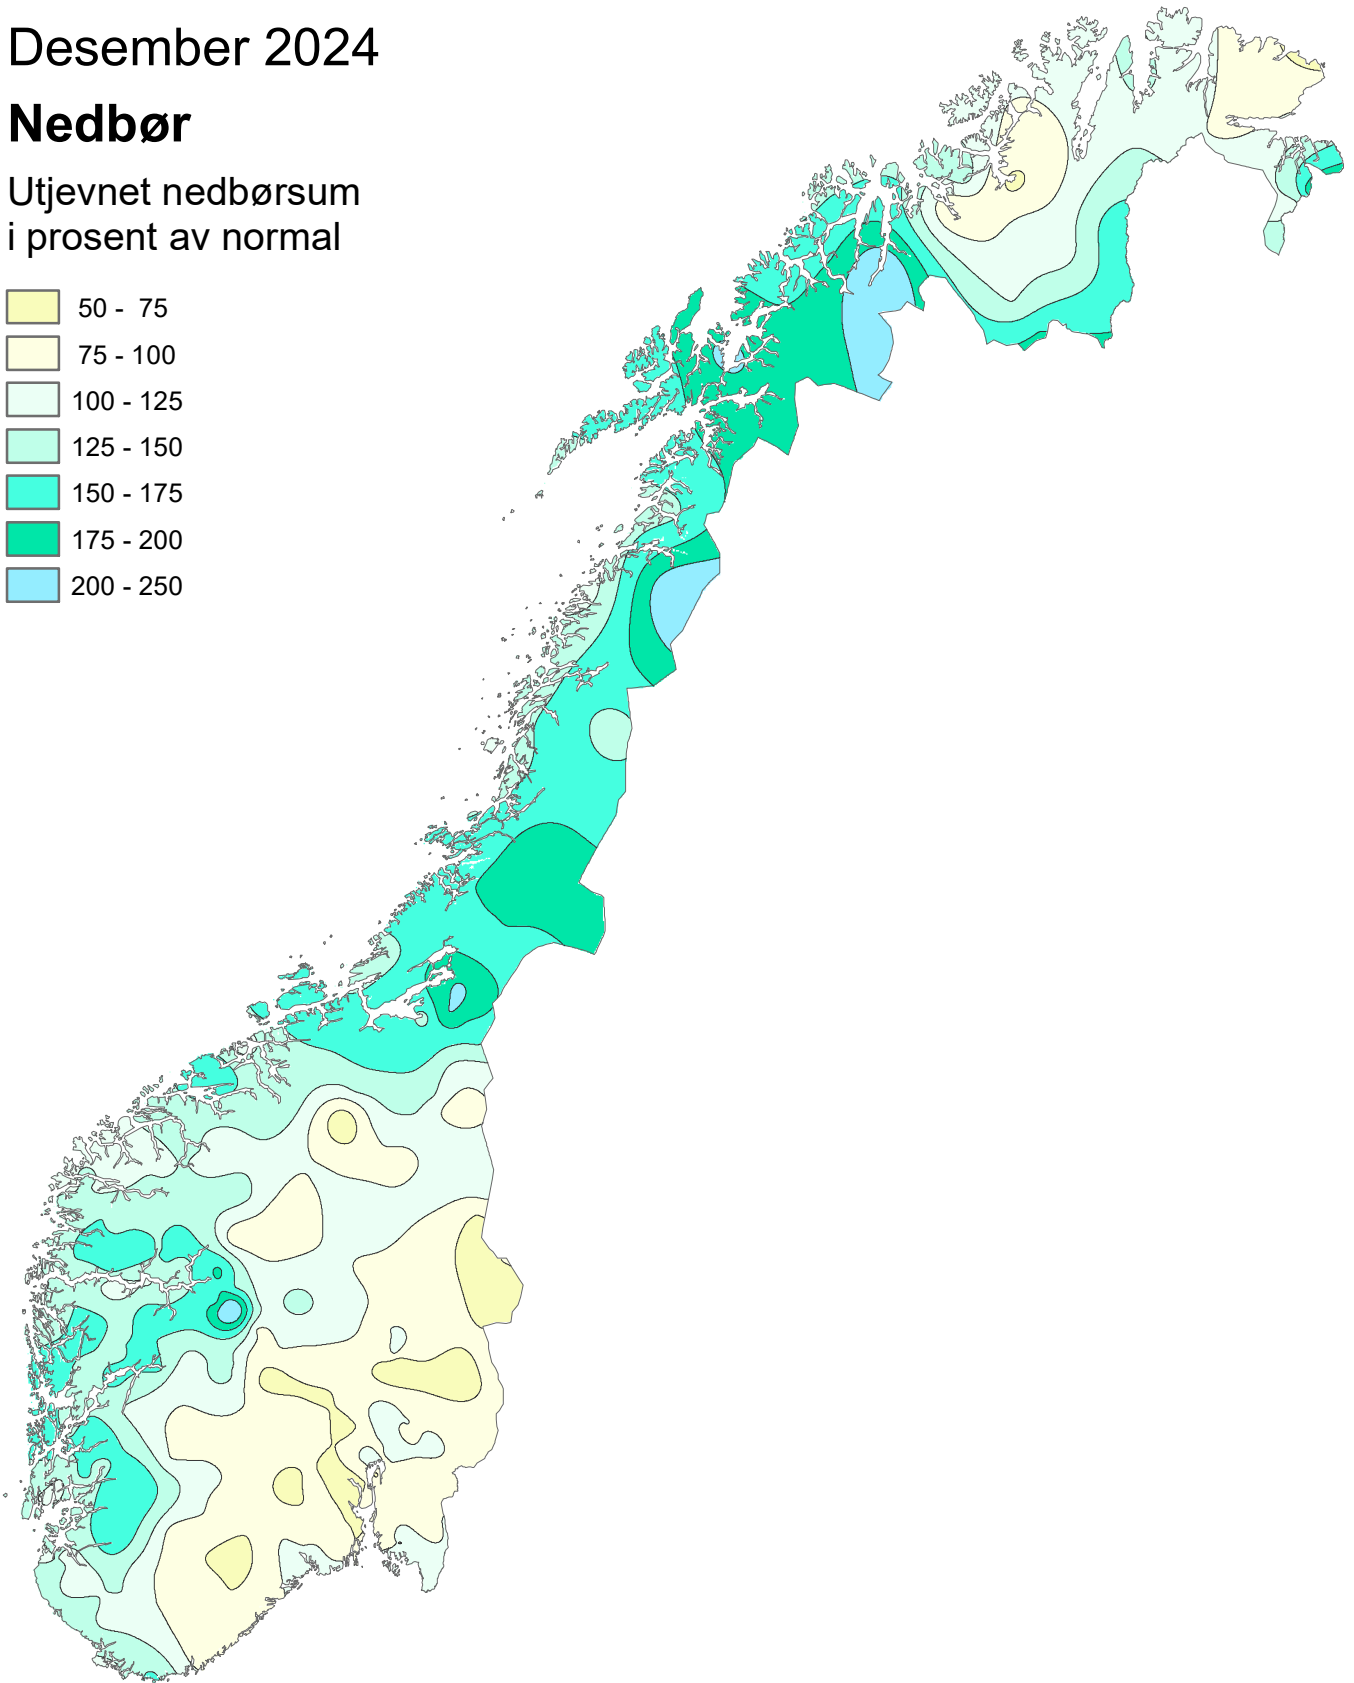 Desember 2024
Nedbør
Utjevnet nedbørsum
i prosent av normal
50 - 75
75 - 100
100 - 125
125 - 150
150 - 175
175 - 200
200 - 250